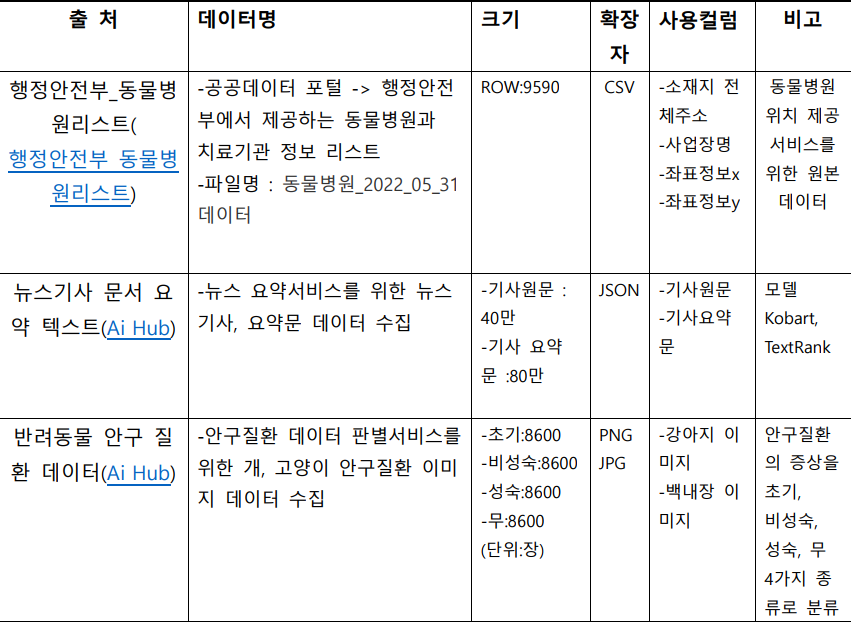 출 처
데이터명
크기
확장
자
사용컬럼
비고
행정안전부_동물병
원리스트(
행정안전부 동물병
원리스트)
-공공데이터 포털 -> 행정안전
부에서 제공하는 동물병원과
치료기관 정보 리스트
-파일명 : 동물병원_2022_05_31
데이터
ROW:9590
CSV
-소재지 전
체주소
-사업장명
-좌표정보x
-좌표정보y
동물병원
위치 제공
서비스를
위한 원본
데이터
뉴스기사 문서 요
약 텍스트(Ai Hub)
-뉴스 요약서비스를 위한 뉴스
기사, 요약문 데이터 수집
-기사원문 :
40만
-기사 요약
문 :80만
JSON
-기사원문
-기사요약
문
모델
Kobart,
TextRank
반려동물 안구 질
환 데이터(Ai Hub)
-안구질환 데이터 판별서비스를
위한 개, 고양이 안구질환 이미
지 데이터 수집
-초기:8600
-비성숙:8600
-성숙:8600
-무:8600
(단위:장)
PNG
JPG
-강아지 이
미지
-백내장 이
미지
안구질환
의 증상을
초기,
비성숙,
성숙, 무
4가지 종
류로 분류